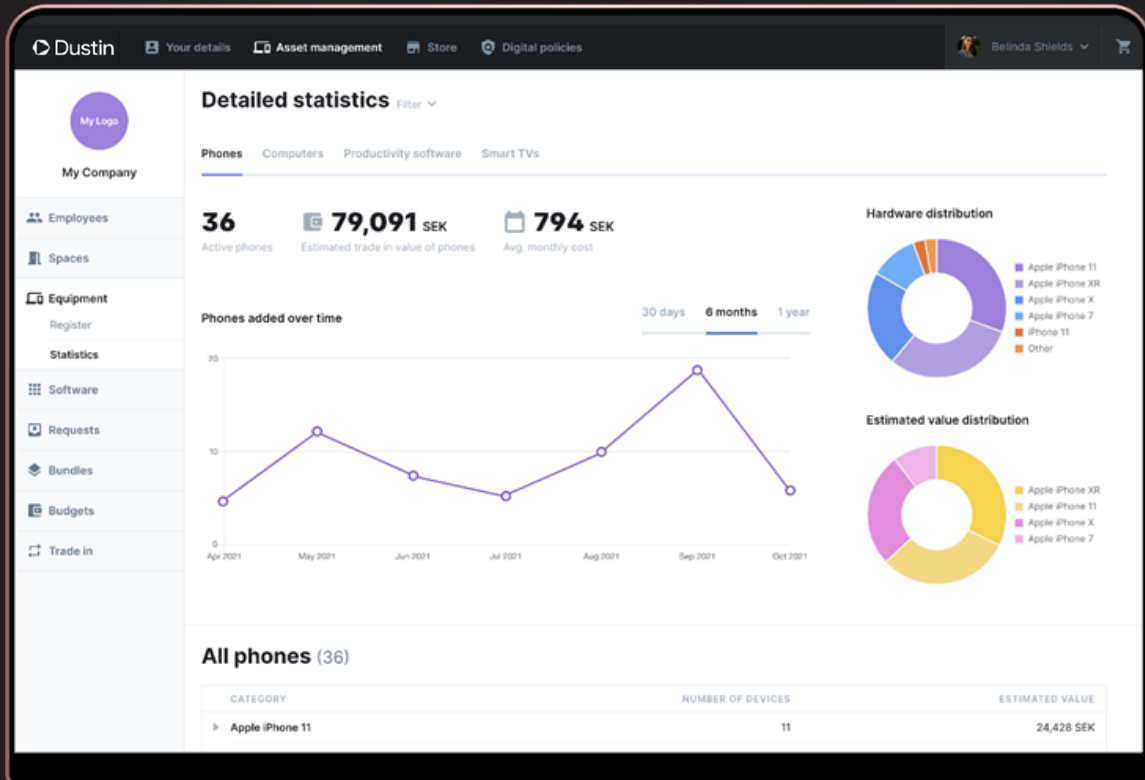 Dustin
Your details
Asset management
Store
Digital policies
Belinda Shields
My Logo
My Company
Employees
Spaces
Equipment
Register
Statistics
Software
Requests
Bundles
Budgets
Trade in
Detailed statistics Filter
Phones
Computers
Productivity software
Smart TVs
36
Active phones
79,091 SEK
Estimated trade in value of phones
794 SEK
Avg. monthly cost
Phones added over time
30 days
6 months
1 year
20
10
0
Apr 2021
May 2021
Jun 2021
Jul 2021
Aug 2021
Sep 2021
Oct 2021
Hardware distribution
Apple iPhone 11
Apple iPhone XR
Apple iPhone X
Apple iPhone 7
iPhone 11
Other
Estimated value distribution
Apple iPhone XR
Apple iPhone 11
Apple iPhone X
Apple iPhone 7
All phones (36)
CATEGORY
NUMBER OF DEVICES
ESTIMATED VALUE
Apple iPhone 11
11
24,428 SEK